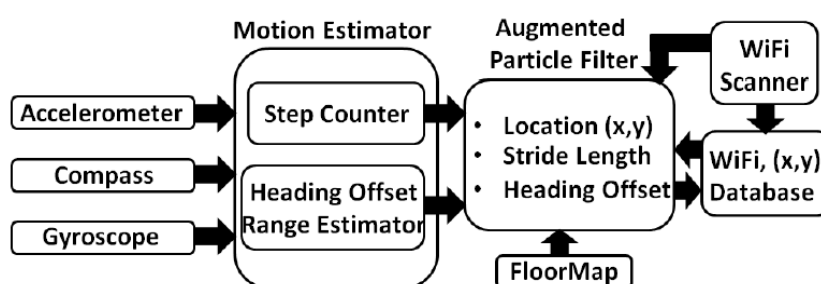 Motion Estimator
Augmented
Particle Filter
WiFi
Scanner
Accelerometer
Compass
Gyroscope
Step Counter
Heading Offset
Range Estimator
• Location (x,y)
• Stride Length
• Heading Offset
WiFi, (x,y)
Database
FloorMap